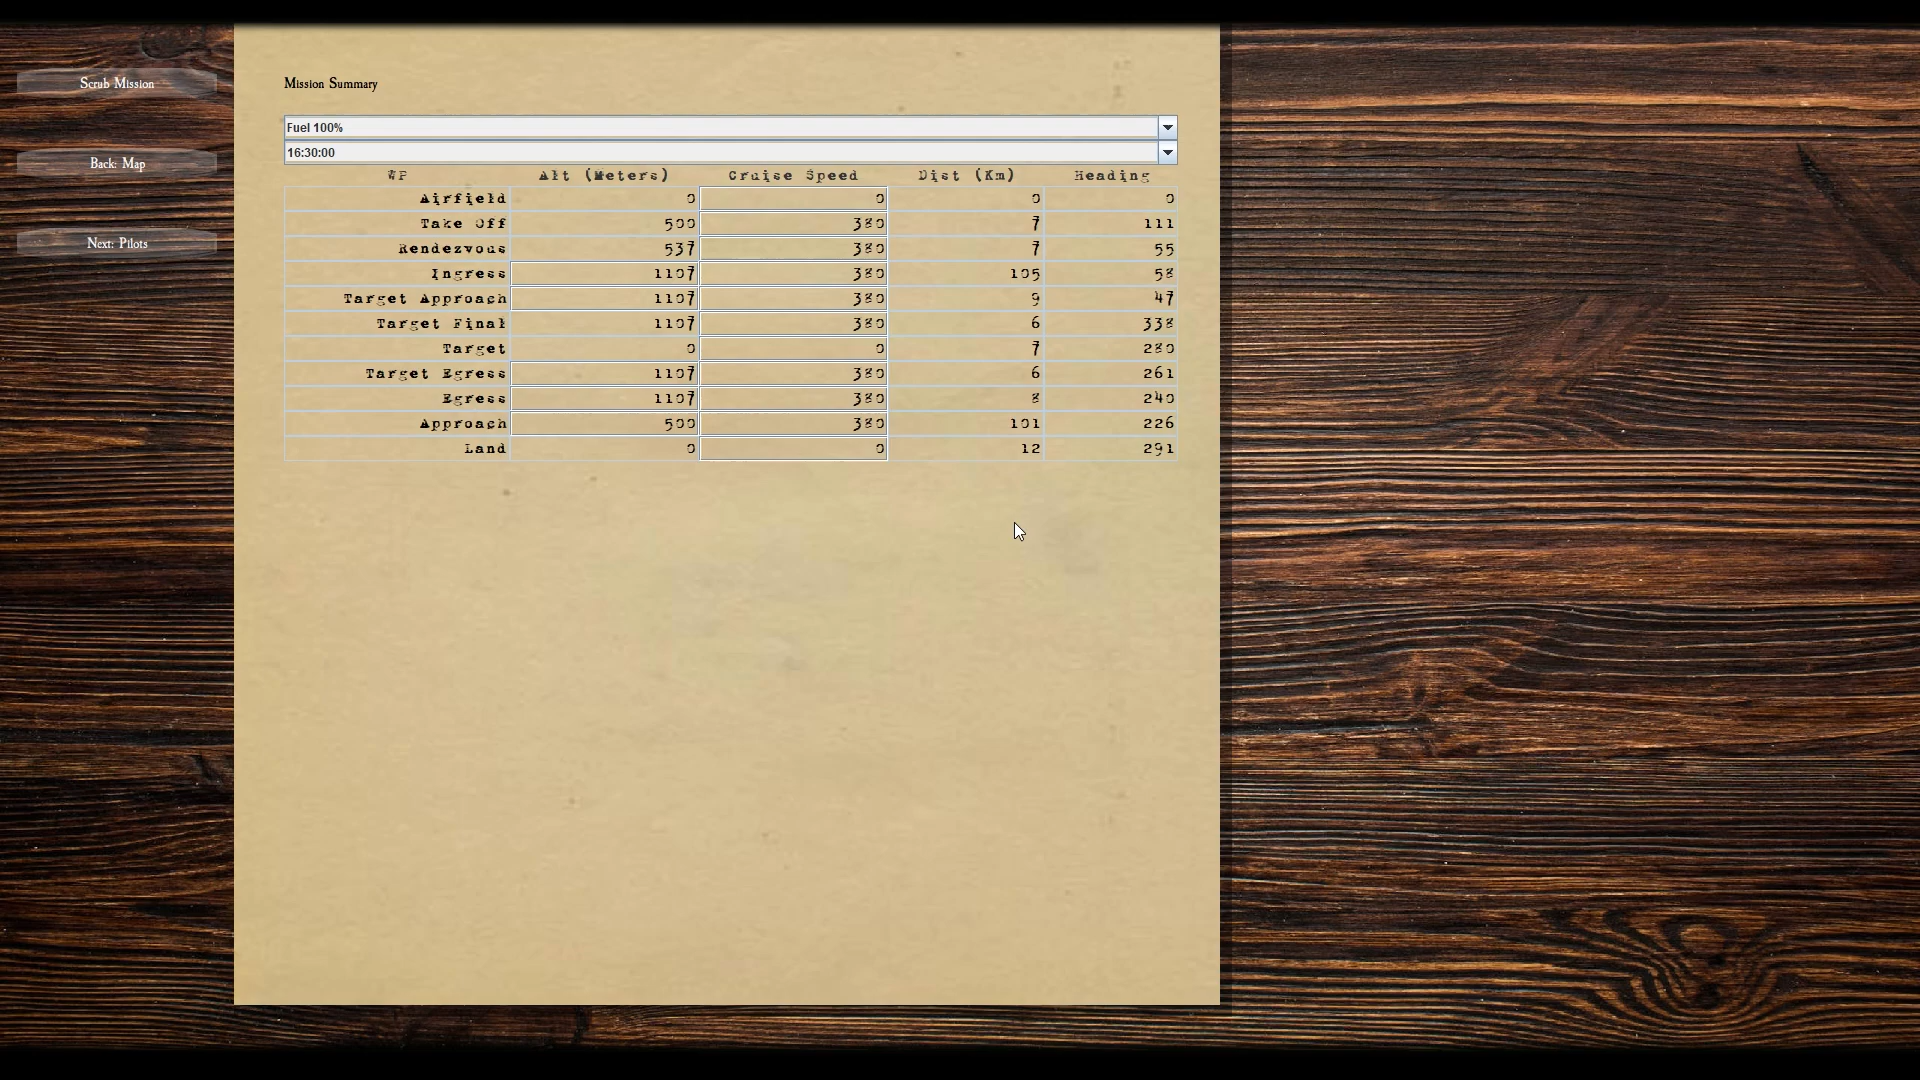 Scrub Mission
Back: Map
Next: Pilots
Mission Summary
Fuel 100%
16:30:00
WP Alt (Meters) Cruise Speed Dist (Km) Heading
Airfield 0 0 0 0
Take Off 500 380 7 111
Rendezvous 537 380 7 55
Ingress 1107 380 105 58
Target Approach 1107 380 9 47
Target Final 1107 380 6 338
Target 0 0 7 280
Target Egress 1107 380 6 261
Egress 1107 380 8 240
Approach 500 380 101 226
Land 0 0 12 291